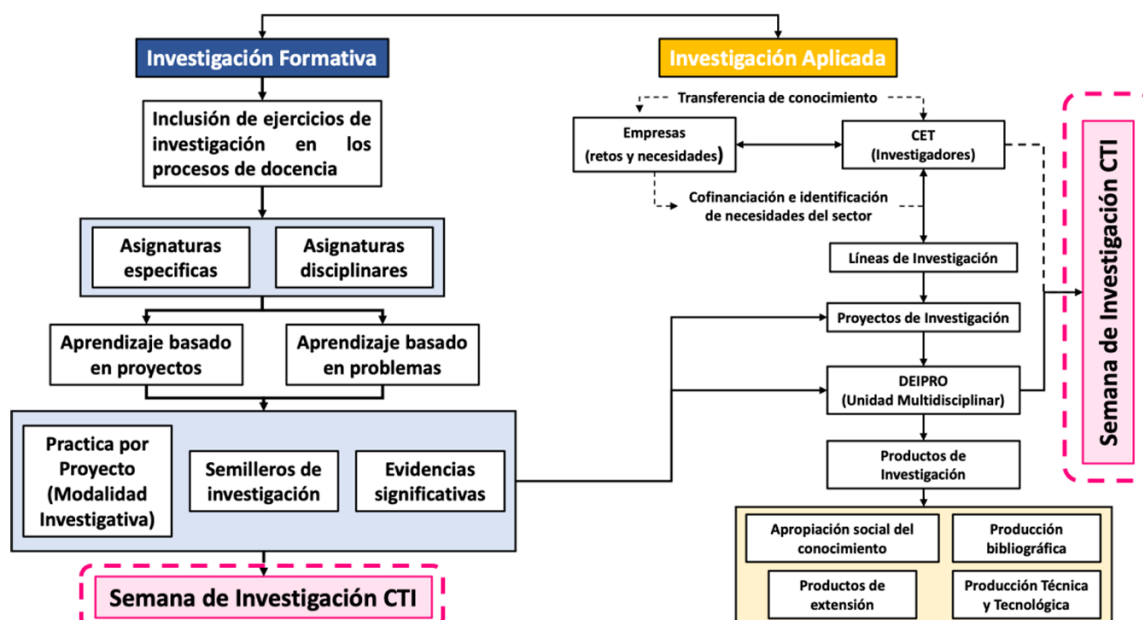 Investigación Formativa
Inclusión de ejercicios de
investigación en los
procesos de docencia
Asignaturas
especificas
Asignaturas
disciplinares
Aprendizaje basado
en proyectos
Aprendizaje basado
en problemas
Practica por
Proyecto
(Modalidad
Investigativa)
Semilleros de
investigación
Evidencias
significativas
Semana de Investigación CTI
Investigación Aplicada
Transferencia de conocimiento
Empresas
(retos y necesidades)
CET
(Investigadores)
Cofinanciación e identificación
de necesidades del sector
Líneas de Investigación
Proyectos de Investigación
DEIPRO
(Unidad Multidisciplinar)
Productos de
Investigación
Apropiación social del
conocimiento
Producción
bibliográfica
Productos de
extensión
Producción Técnica
y Tecnológica
Semana de Investigación CTI